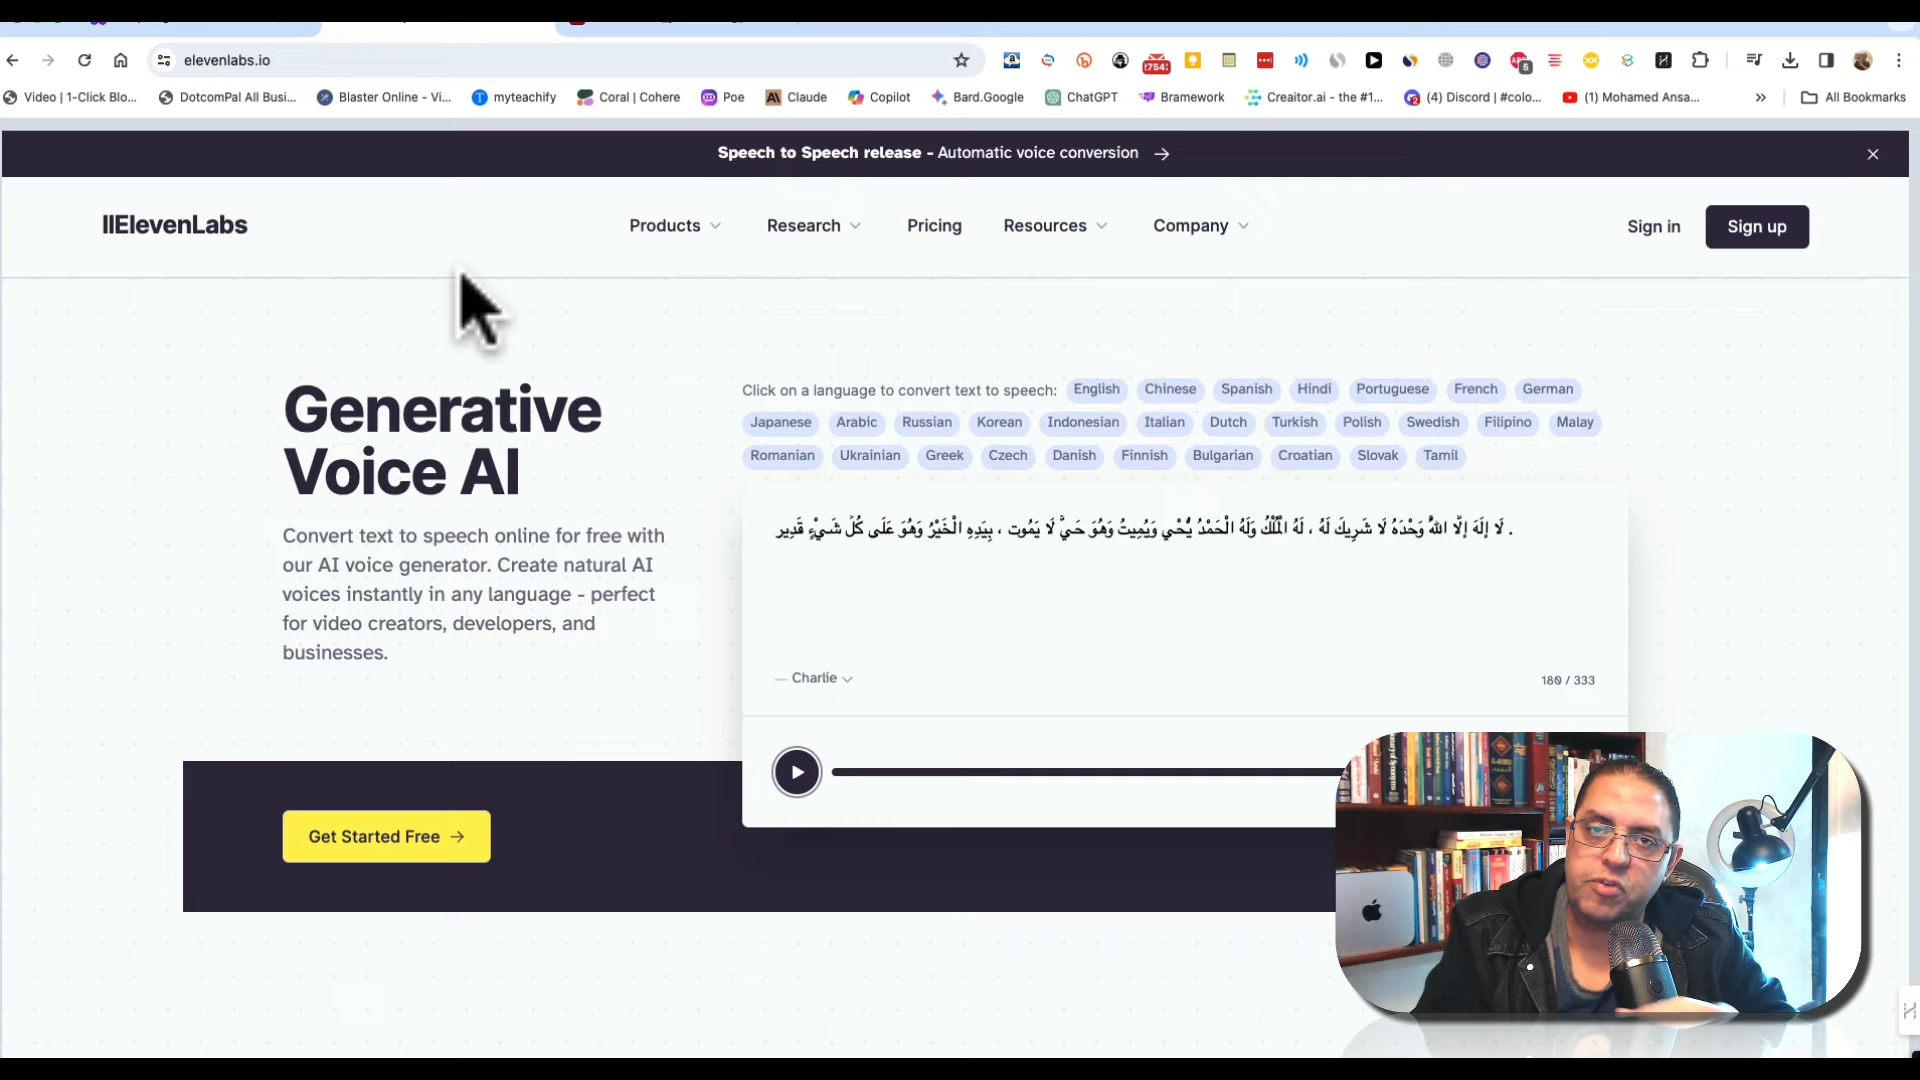 elevenlabs.io
Video | 1-Click Blo...
DotcomPal All Busi...
Blaster Online - Vi...
myteachify
Coral | Cohere
Poe
Claude
Copilot
Bard.Google
ChatGPT
Bramework
Creaitor.ai - the #1...
(4) Discord | #colo...
(1) Mohamed Ansa...
All Bookmarks
Speech to Speech release - Automatic voice conversion →
IIElevenLabs
Products
Research
Pricing
Resources
Company
Sign in
Sign up
Generative
Voice AI
Convert text to speech online for free with
our AI voice generator. Create natural AI
voices instantly in any language - perfect
for video creators, developers, and
businesses.
Get Started Free →
Click on a language to convert text to speech: English Chinese Spanish Hindi Portuguese French German
Japanese Arabic Russian Korean Indonesian Italian Dutch Turkish Polish Swedish Filipino Malay
Romanian Ukrainian Greek Czech Danish Finnish Bulgarian Croatian Slovak Tamil
. لَا إلَهَ إلّا اللهُ وَحْدَهُ لَا شَرِيكَ لَهُ ، لَهُ الْمُلْكُ وَلَهُ الْحَمْدُ يُحْيِي وَيُمِيتُ وَهُوَ حَيٌّ لَا يَمُوت ، بِيَدِهِ الْخَيْرُ وَهُوَ عَلَى كُلِّ شَيْءٍ قَدِير
— Charlie
180 / 333